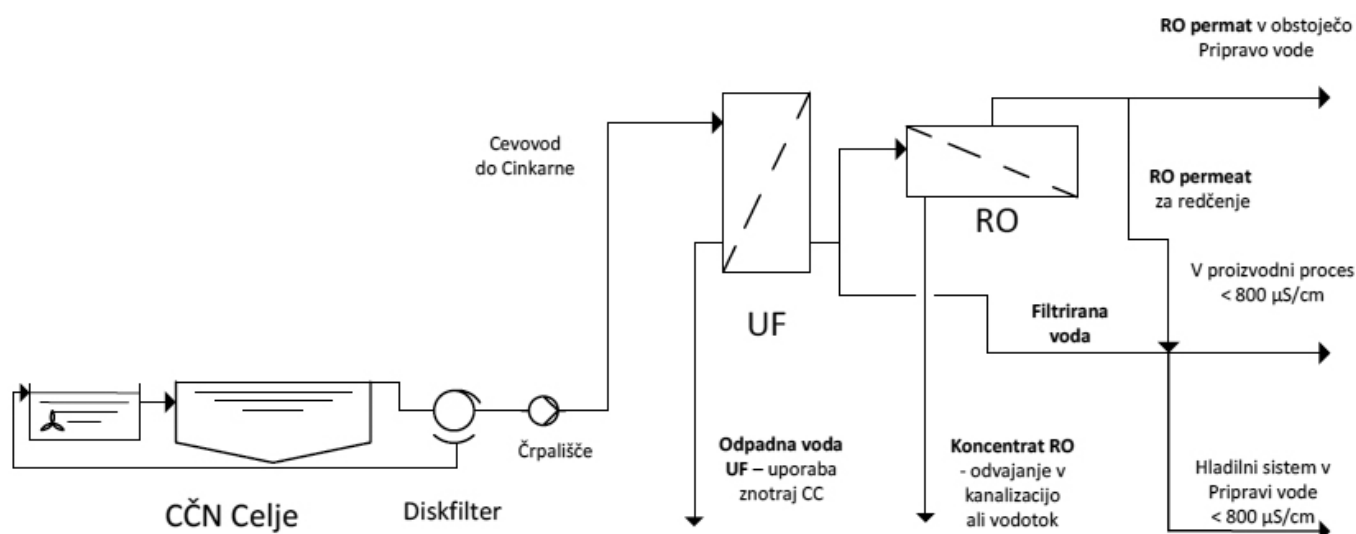 RO permat v obstoječo
Pripravo vode
Cevovod
do Cinkarne
RO permeat
za redčenje
RO
V proizvodni proces
< 800 µS/cm
Filtrirana
voda
UF
Črpališče
Odpadna voda
UF – uporaba
znotraj CC
Koncentrat RO
- odvajanje v
kanalizacijo
ali vodotok
Hladilni sistem v
Pripravi vode
< 800 µS/cm
CČN Celje
Diskfilter